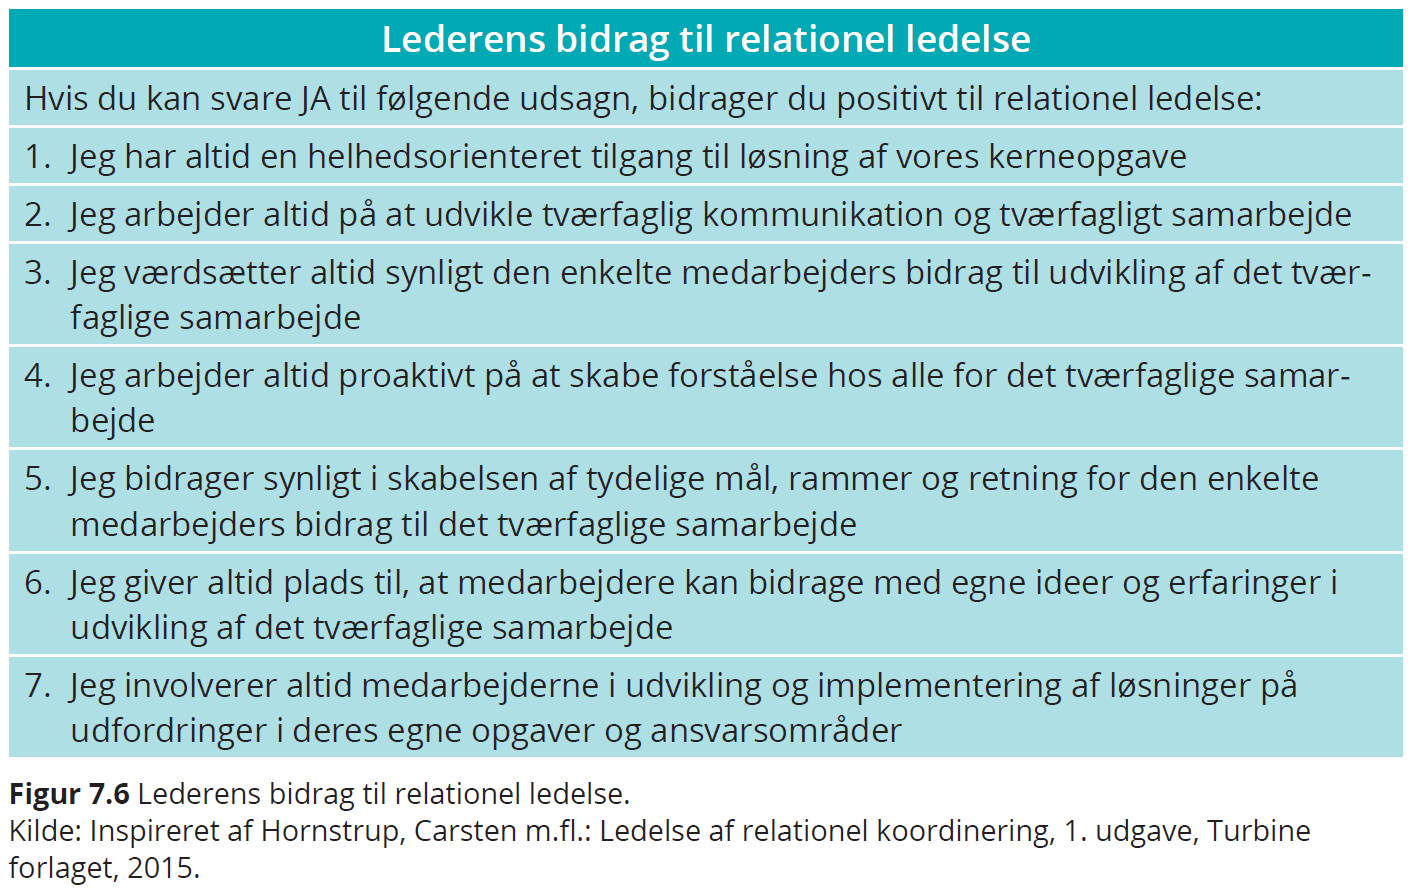 Lederens bidrag til relationel ledelse
Hvis du kan svare JA til følgende udsagn, bidrager du positivt til relationel ledelse:
1. Jeg har altid en helhedsorienteret tilgang til løsning af vores kerneopgave
2. Jeg arbejder altid på at udvikle tværfaglig kommunikation og tværfagligt samarbejde
3. Jeg værdsætter altid synligt den enkelte medarbejders bidrag til udvikling af det tvær-
faglige samarbejde
4. Jeg arbejder altid proaktivt på at skabe forståelse hos alle for det tværfaglige samar-
bejde
5. Jeg bidrager synligt i skabelsen af tydelige mål, rammer og retning for den enkelte
medarbejders bidrag til det tværfaglige samarbejde
6. Jeg giver altid plads til, at medarbejdere kan bidrage med egne ideer og erfaringer i
udvikling af det tværfaglige samarbejde
7. Jeg involverer altid medarbejderne i udvikling og implementering af løsninger på
udfordringer i deres egne opgaver og ansvarsområder
Figur 7.6 Lederens bidrag til relationel ledelse.
Kilde: Inspireret af Hornstrup, Carsten m.fl.: Ledelse af relationel koordinering, 1. udgave, Turbine
forlaget, 2015.